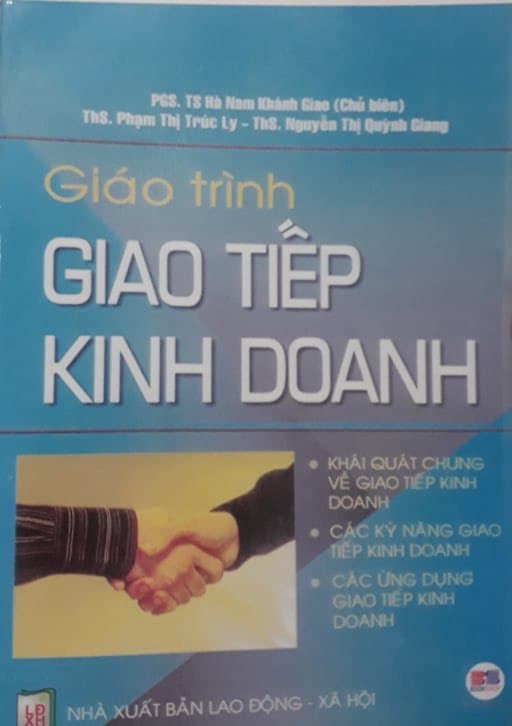 PGS. TS Hà Nam Khánh Giao (Chủ biên)
ThS. Phạm Thị Trúc Ly - ThS. Nguyễn Thị Quỳnh Giang
Giáo trình
GIAO TIẾP
KINH DOANH
• KHÁI QUÁT CHUNG
VỀ GIAO TIẾP KINH
DOANH
• CÁC KỸ NĂNG GIAO
TIẾP KINH DOANH
• CÁC ỨNG DỤNG
GIAO TIẾP KINH
DOANH
NHÀ XUẤT BẢN LAO ĐỘNG - XÃ HỘI